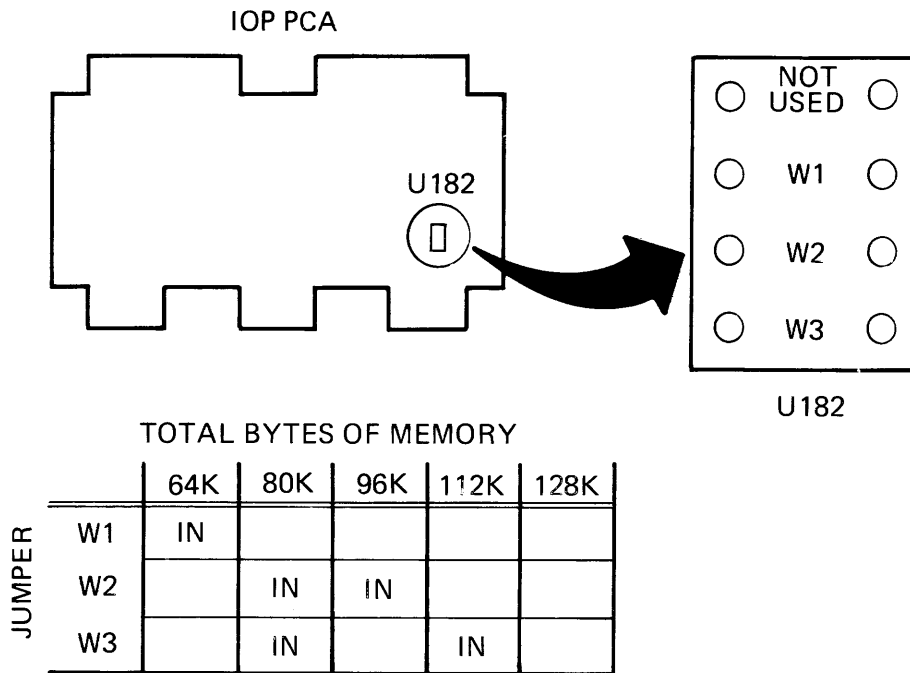 IOP PCA
U182
NOT
USED
W1
W2
W3
U182
TOTAL BYTES OF MEMORY
64K 80K 96K 112K 128K
JUMPER
W1 IN
W2 IN IN
W3 IN IN